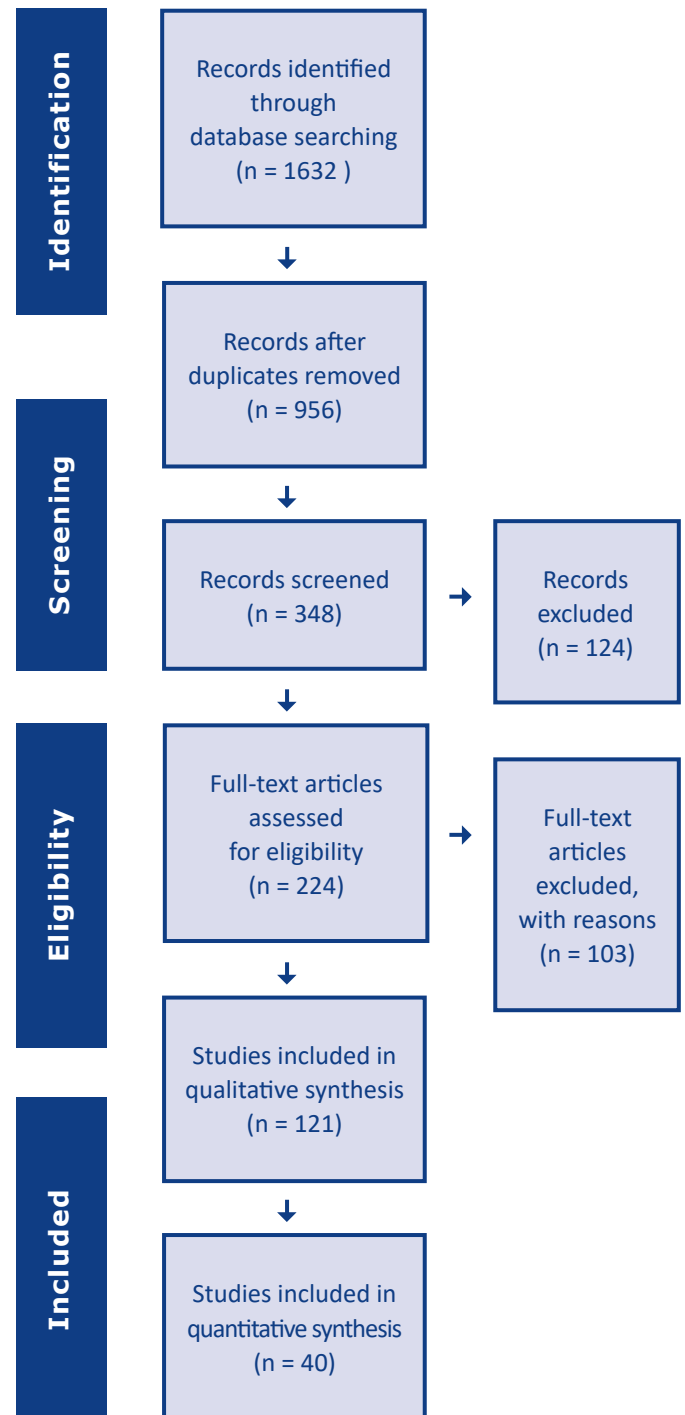 Identification
Records identified
through
database searching
(n = 1632 )
Records after
duplicates removed
(n = 956)
Screening
Records screened
(n = 348)
Records
excluded
(n = 124)
Eligibility
Full-text articles
assessed
for eligibility
(n = 224)
Full-text
articles
excluded,
with reasons
(n = 103)
Studies included in
qualitative synthesis
(n = 121)
Included
Studies included in
quantitative synthesis
(n = 40)